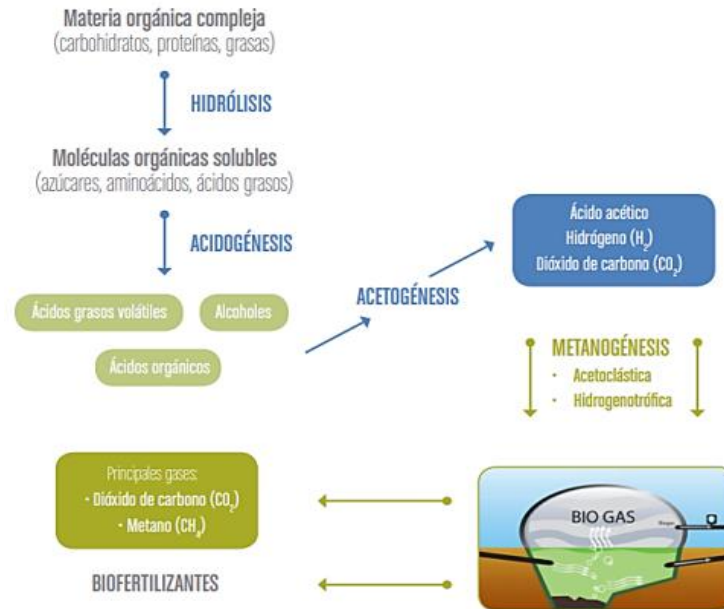 Materia orgánica compleja
(carbohidratos, proteínas, grasas)
HIDRÓLISIS
Moléculas orgánicas solubles
(azúcares, aminoácidos, ácidos grasos)
ACIDOGÉNESIS
Ácidos grasos volátiles
Alcoholes
Ácidos orgánicos
ACETOGÉNESIS
Ácido acético
Hidrógeno (H₂)
Dióxido de carbono (CO₂)
METANOGÉNESIS
· Acetoclástica
· Hidrogenotrófica
Principales gases:
· Dióxido de carbono (CO₂)
· Metano (CH₄)
BIO GAS
BIOFERTILIZANTES